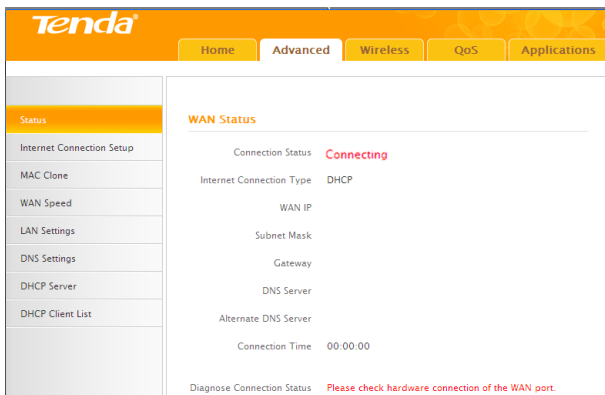 Tenda
Home Advanced Wireless QoS Applications
Status
Internet Connection Setup
MAC Clone
WAN Speed
LAN Settings
DNS Settings
DHCP Server
DHCP Client List
WAN Status
Connection Status Connecting
Internet Connection Type DHCP
WAN IP
Subnet Mask
Gateway
DNS Server
Alternate DNS Server
Connection Time 00:00:00
Diagnose Connection Status Please check hardware connection of the WAN port.